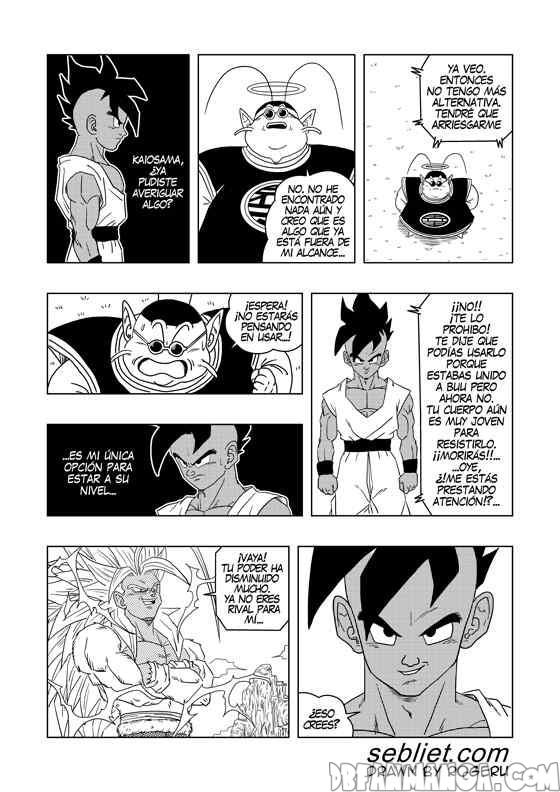 KAIOSAMA,
¿YA
PUDISTE
AVERIGUAR
ALGO?
NO, NO HE
ENCONTRADO
NADA AÚN Y
CREO QUE ES
ALGO QUE YA
ESTÁ FUERA DE
MI ALCANCE...
YA VEO.
ENTONCES
NO TENGO MÁS
ALTERNATIVA.
TENDRÉ QUE
ARRIESGARME
¡ESPERA!
¡NO ESTARÁS
PENSANDO
EN USAR...!
¡¡NO!!
¡TE LO
PROHIBO!
TE DIJE QUE
PODÍAS USARLO
PORQUE
ESTABAS UNIDO
A BUU PERO
AHORA NO.
TU CUERPO AÚN
ES MUY JOVEN
PARA
RESISTIRLO.
¡¡MORIRÁS!!...
...OYE,
¿¡ME ESTÁS
PRESTANDO
ATENCIÓN!?...
...ES MI ÚNICA
OPCIÓN PARA
ESTAR A SU
NIVEL...
¡VAYA!
TU PODER HA
DISMINUIDO
MUCHO.
YA NO ERES
RIVAL PARA
MÍ...
¿ESO
CREES?
sebliet.com
DRAWN BY ROGERU
DBFANMANGA.COM